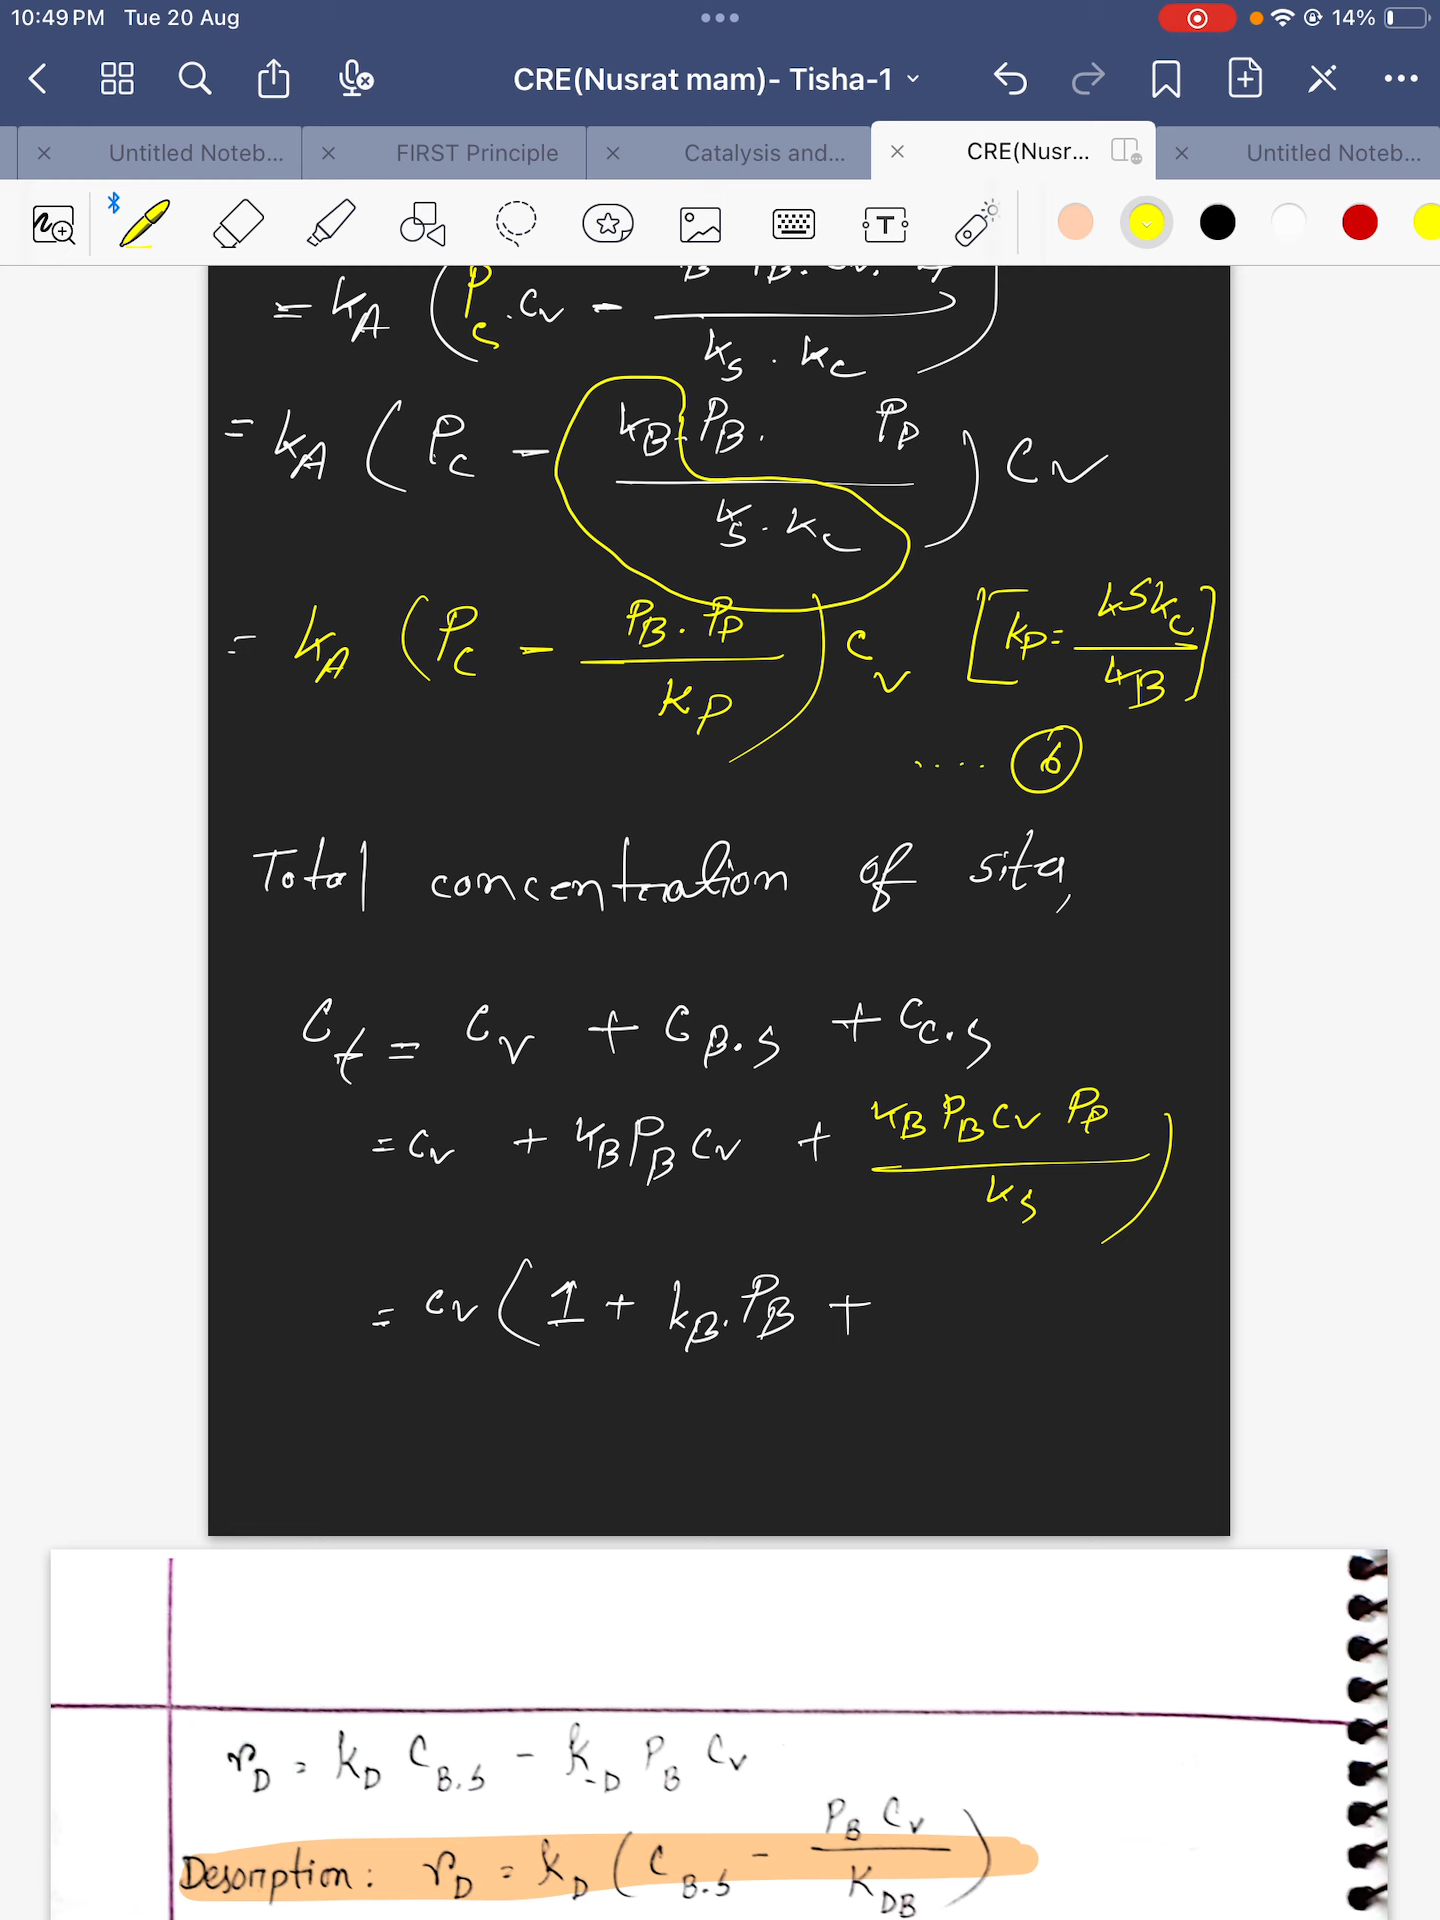 10:49 PM Tue 20 Aug 14%
CRE(Nusrat mam)- Tisha-1
Untitled Noteb... FIRST Principle Catalysis and... CRE(Nusr... Untitled Noteb...
T
= kA (Pc . Cv -
ks . kc )
= kA ( Pc - kB . PB . PP / ks . kc ) Cv
= kA ( Pc - PB . PP / kP ) Cv [ kP = kS kc / kB ]
.... 6
Total concentration of site,
Ct = Cv + CB.S + Cc.S
= Cv + kB PB Cv + kB PB Cv PP / kS )
= Cv ( 1 + kB . PB +
rD = kD CB.S - k-D PB Cv
Desorption : rD = kD ( CB.S - PB Cv / KDB )